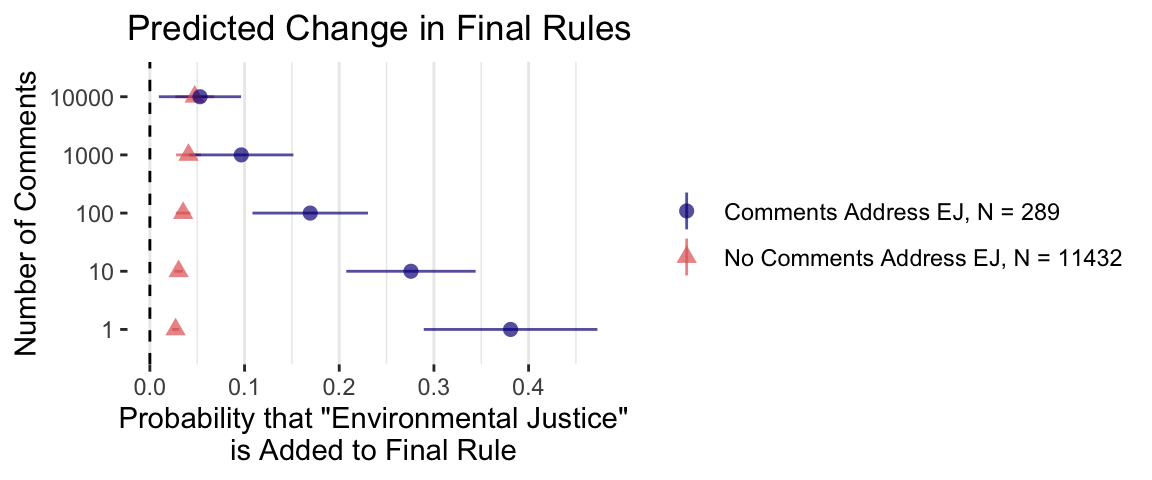 Predicted Change in Final Rules
Number of Comments
10000
1000
100
10
1
0.0 0.1 0.2 0.3 0.4
Probability that "Environmental Justice"
is Added to Final Rule
Comments Address EJ, N = 289
No Comments Address EJ, N = 11432